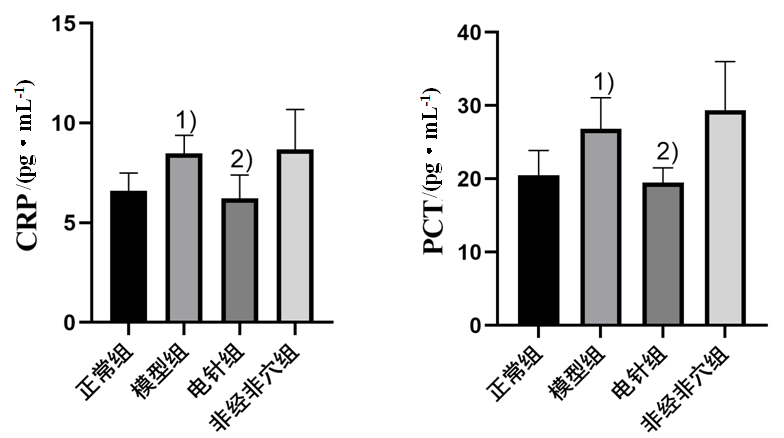 CRP/(pg·mL⁻¹)
15
10
5
0
1)
2)
正常组
模型组
电针组
非经非穴组
PCT/(pg·mL⁻¹)
40
30
20
10
0
1)
2)
正常组
模型组
电针组
非经非穴组